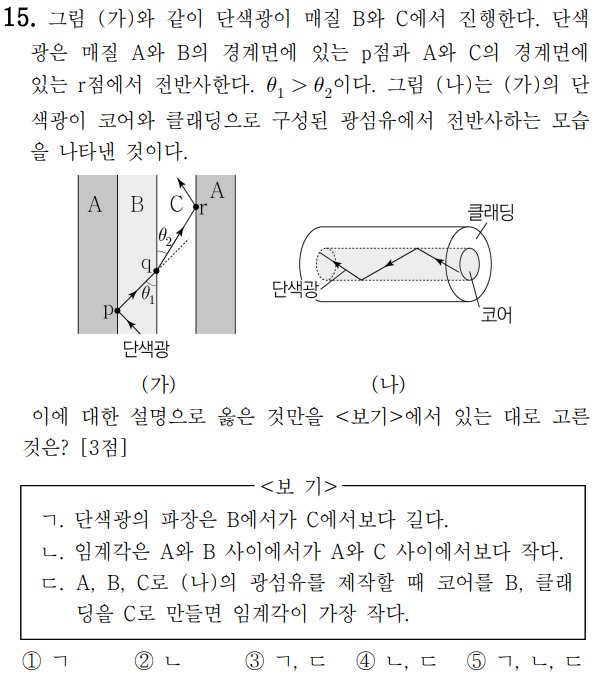 15. 그림 (가)와 같이 단색광이 매질 B와 C에서 진행한다. 단색
광은 매질 A와 B의 경계면에 있는 p점과 A와 C의 경계면에
있는 r점에서 전반사한다. θ₁ > θ₂이다. 그림 (나)는 (가)의 단
색광이 코어와 클래딩으로 구성된 광섬유에서 전반사하는 모습
을 나타낸 것이다.
A B C A
r
θ₂
q
θ₁
p
단색광
(가)
클래딩
단색광
코어
(나)
이에 대한 설명으로 옳은 것만을 <보기>에서 있는 대로 고른
것은? [3점]
<보 기>
ㄱ. 단색광의 파장은 B에서가 C에서보다 길다.
ㄴ. 임계각은 A와 B 사이에서가 A와 C 사이에서보다 작다.
ㄷ. A, B, C로 (나)의 광섬유를 제작할 때 코어를 B, 클래
딩을 C로 만들면 임계각이 가장 작다.
① ㄱ ② ㄴ ③ ㄱ, ㄷ ④ ㄴ, ㄷ ⑤ ㄱ, ㄴ, ㄷ